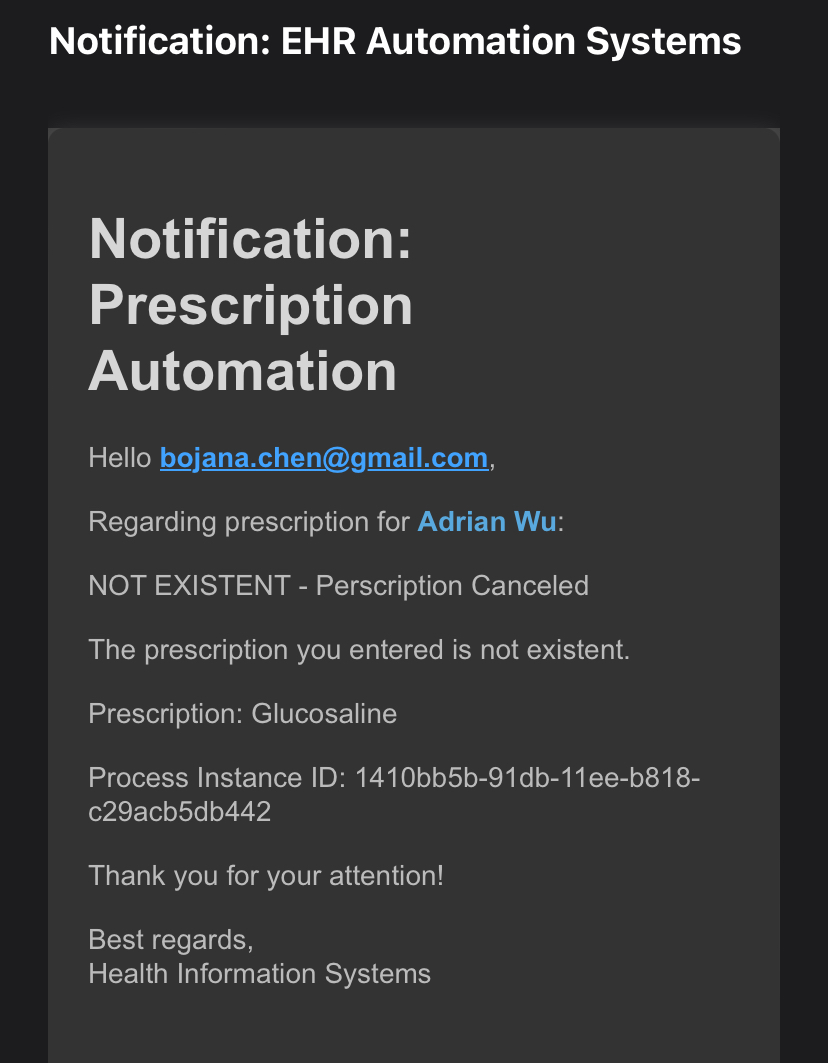 Notification: EHR Automation Systems
Notification:
Prescription
Automation
Hello bojana.chen@gmail.com,
Regarding prescription for Adrian Wu:
NOT EXISTENT - Perscription Canceled
The prescription you entered is not existent.
Prescription: Glucosaline
Process Instance ID: 1410bb5b-91db-11ee-b818-
c29acb5db442
Thank you for your attention!
Best regards,
Health Information Systems